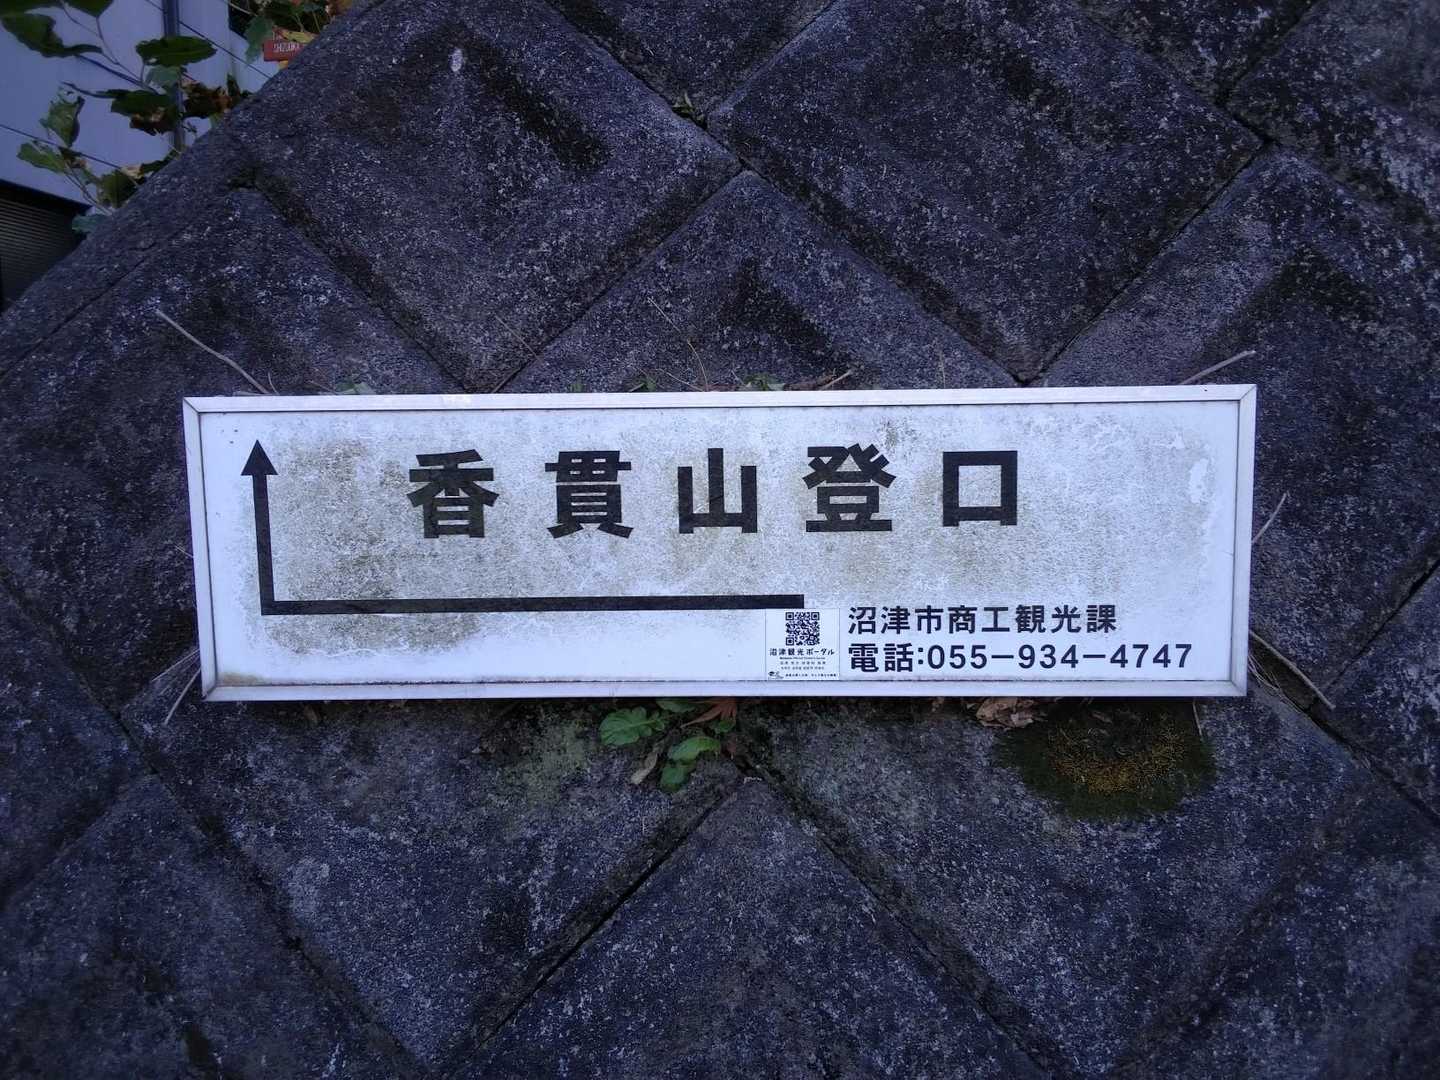 SHIZUOKA
香貫山登口
沼津市商工観光課
電話:055-934-4747
沼津観光ポータル